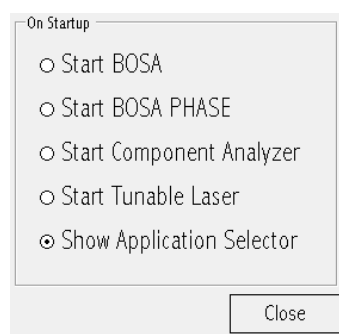 On Startup
Start BOSA
Start BOSA PHASE
Start Component Analyzer
Start Tunable Laser
Show Application Selector
Close